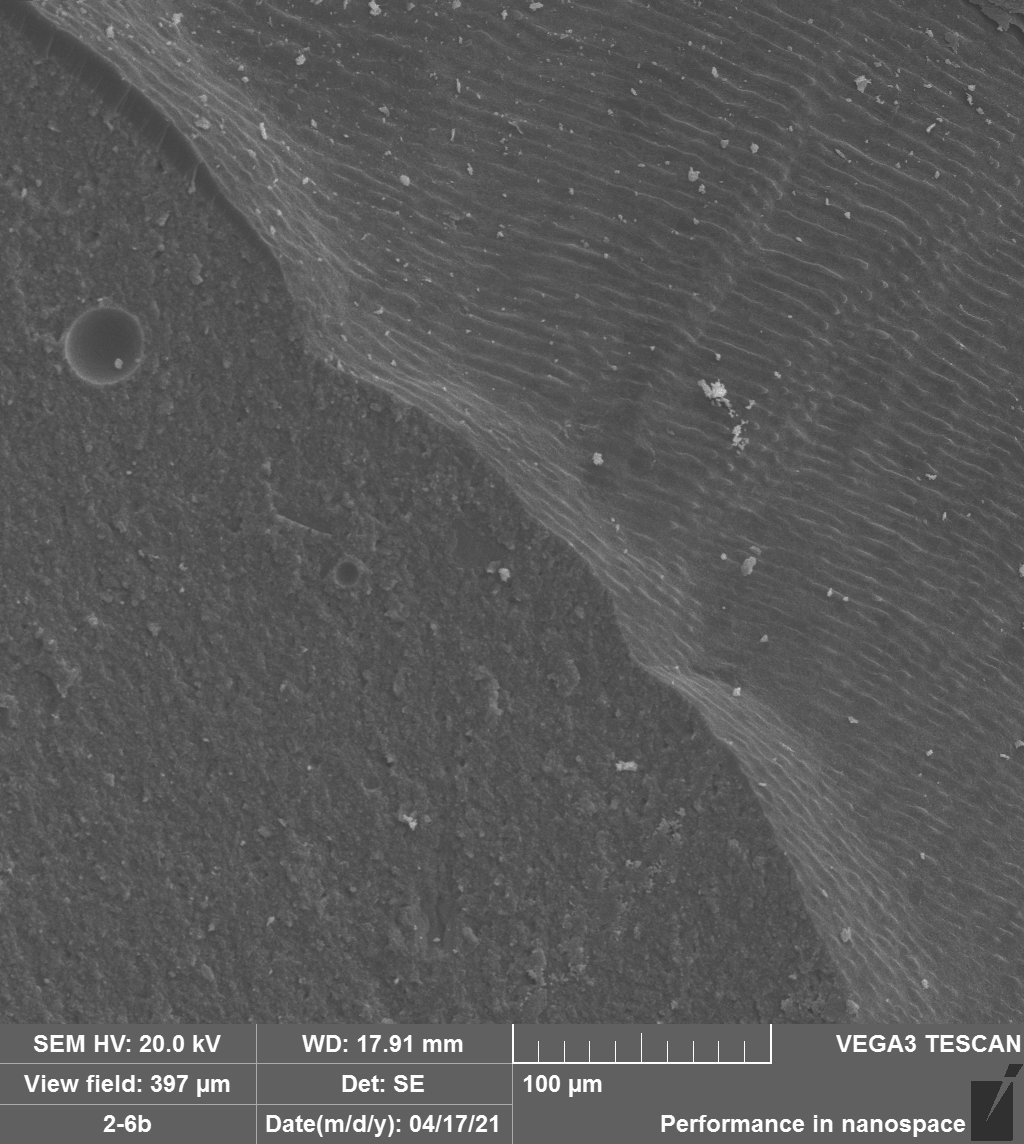 SEM HV: 20.0 kV
WD: 17.91 mm
VEGA3 TESCAN
View field: 397 µm
Det: SE
100 µm
2-6b
Date(m/d/y): 04/17/21
Performance in nanospace